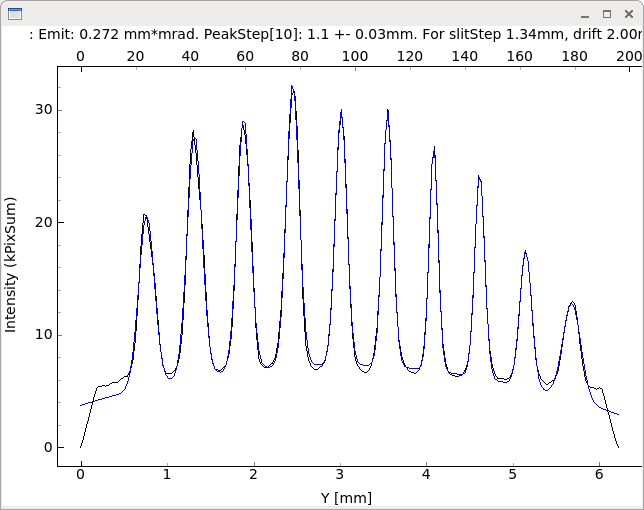 : Emit: 0.272 mm*mrad. PeakStep[10]: 1.1 +- 0.03mm. For slitStep 1.34mm, drift 2.00
0 20 40 60 80 100 120 140 160 180 200
30
20
10
0
Intensity (kPixSum)
0 1 2 3 4 5 6
Y [mm]